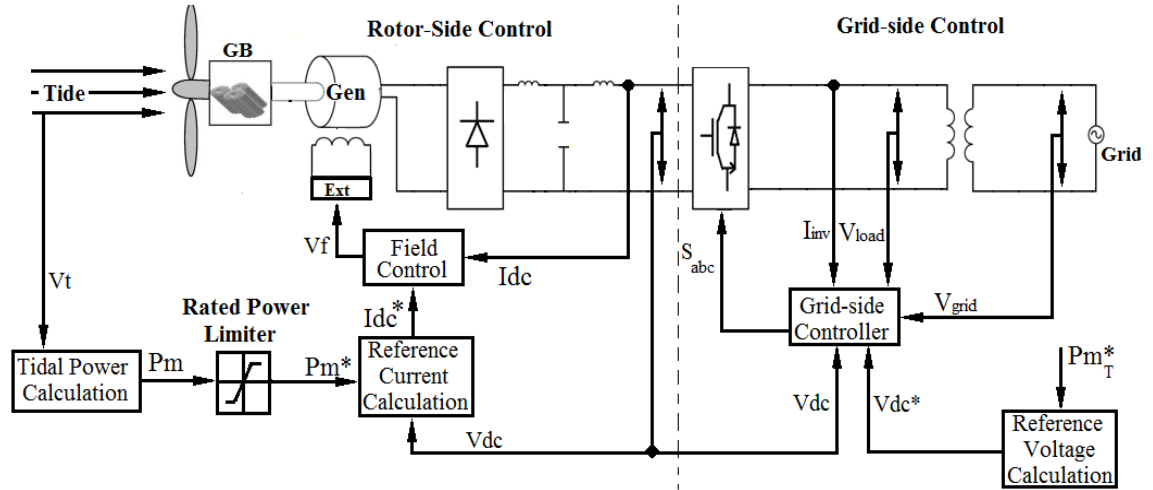 Rotor-Side Control
Grid-side Control
GB
Gen
Tide
Grid
Ext
Vf
Field
Control
Idc
Iinv
Vload
Sabc
Vt
Rated Power
Limiter
Idc*
Grid-side
Controller
Vgrid
Tidal Power
Calculation
Pm
Pm*
Reference
Current
Calculation
Pm*T
Vdc
Vdc*
Vdc
Reference
Voltage
Calculation